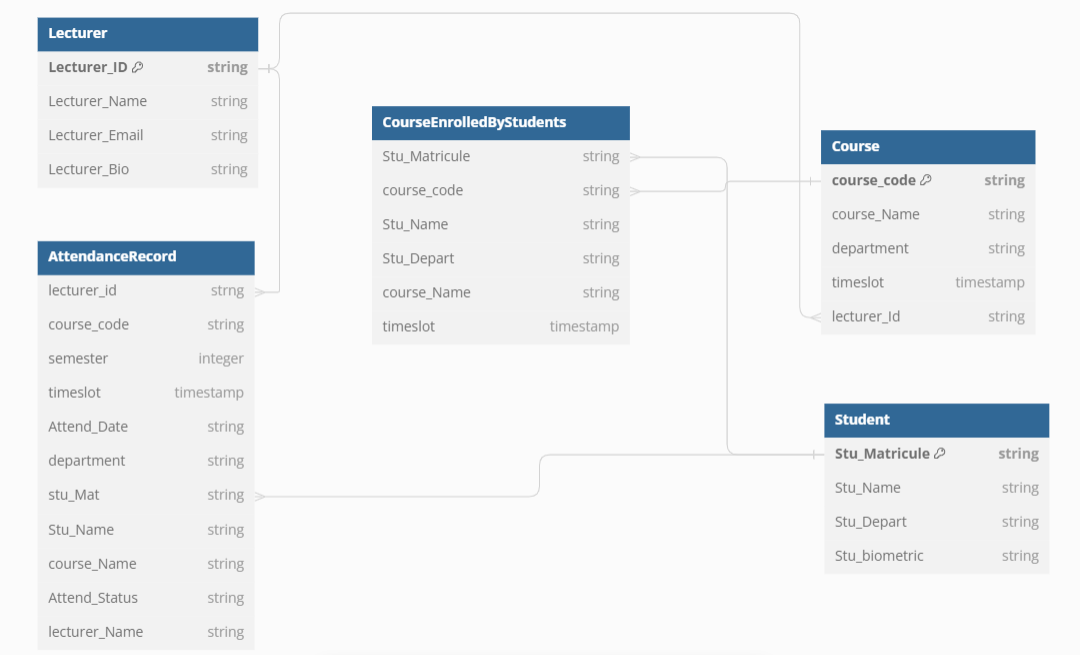 Lecturer
Lecturer_ID string
Lecturer_Name string
Lecturer_Email string
Lecturer_Bio string
AttendanceRecord
lecturer_id strng
course_code string
semester integer
timeslot timestamp
Attend_Date string
department string
stu_Mat string
Stu_Name string
course_Name string
Attend_Status string
lecturer_Name string
CourseEnrolledByStudents
Stu_Matricule string
course_code string
Stu_Name string
Stu_Depart string
course_Name string
timeslot timestamp
Course
course_code string
course_Name string
department string
timeslot timestamp
lecturer_Id string
Student
Stu_Matricule string
Stu_Name string
Stu_Depart string
Stu_biometric string